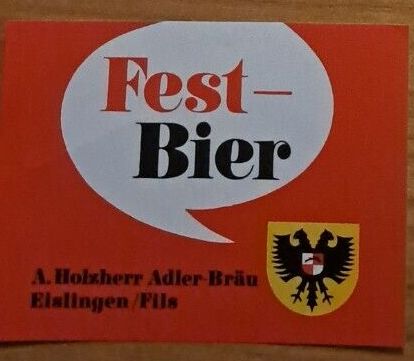 Fest-
Bier
A. Holzherr Adler-Bräu
Eislingen/Fils